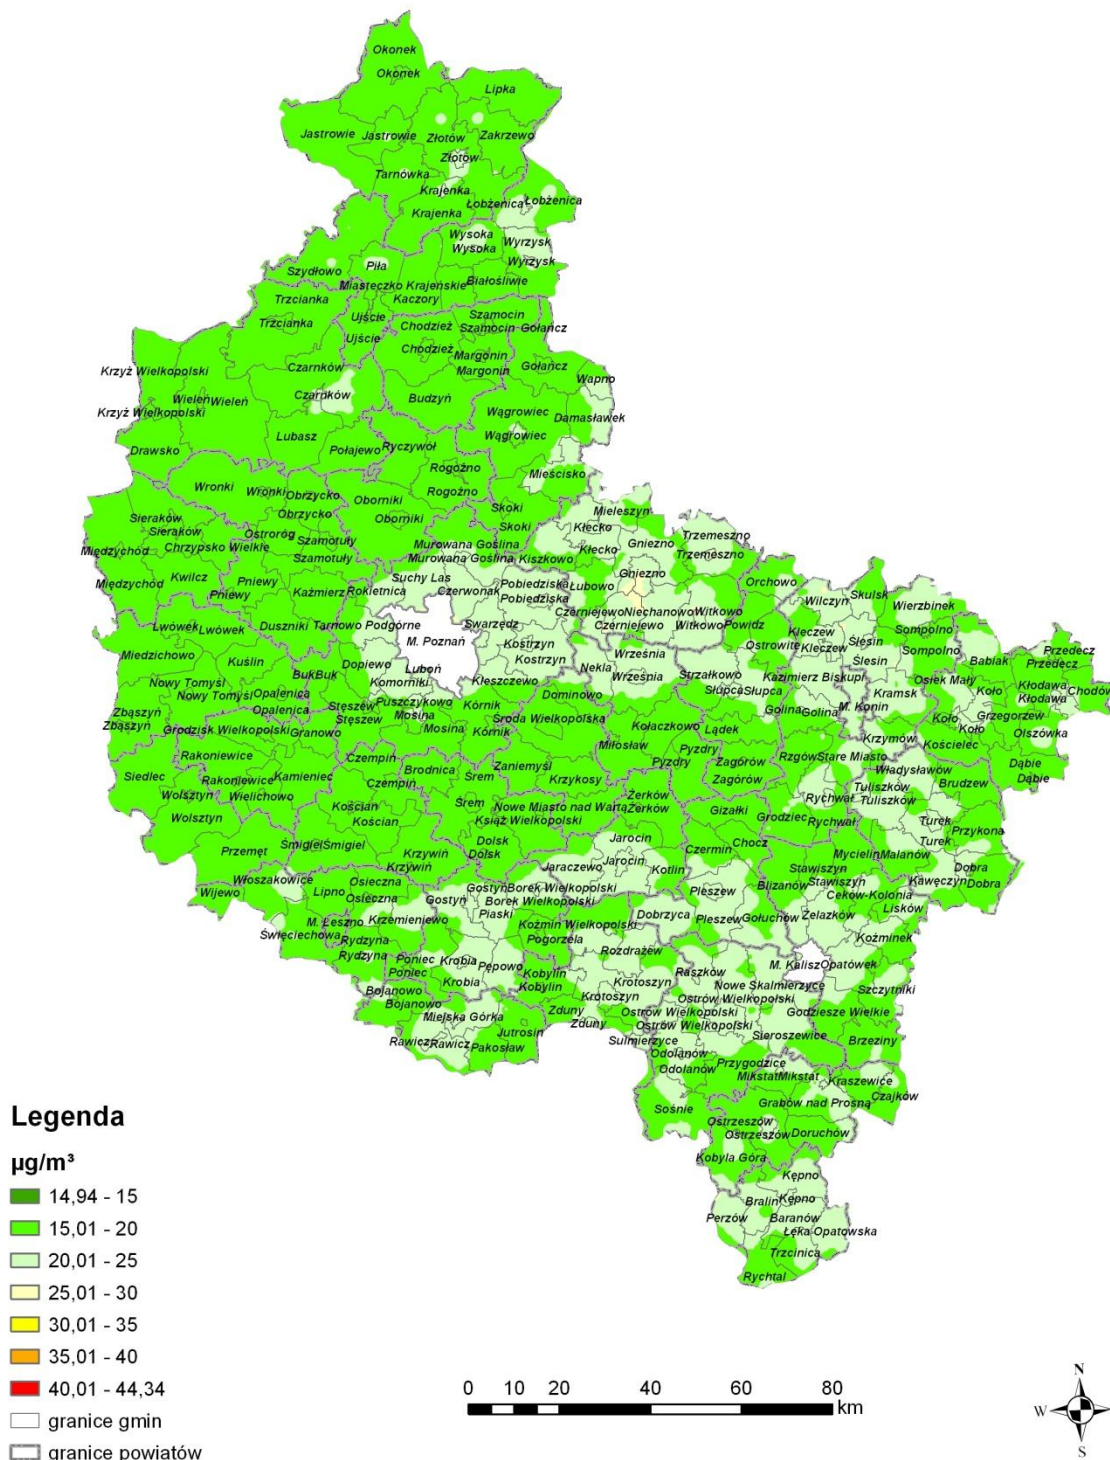 Okonek
Okonek
Lipka
Jastrowie
Jastrowie
Złotów
Zakrzewo
Złotów
Tarnówka
Krajenka
Łobżenica
Łobżenica
Krajenka
Wysoka
Wysoka
Wyrzysk
Wyrzysk
Szydłowo
Piła
Miasteczko Krajeńskie
Białośliwie
Kaczory
Trzcianka
Trzcianka
Ujście
Ujście
Chodzież
Szamocin
Szamocin
Gołańcz
Chodzież
Margonin
Margonin
Gołańcz
Krzyż Wielkopolski
Czarnków
Czarnków
Wapno
Wieleń
Wieleń
Krzyż Wielkopolski
Budzyń
Wągrowiec
Damasławek
Wągrowiec
Lubasz
Drawsko
Połajewo
Ryczywół
Rogoźno
Mieścisko
Wronki
Wronki
Obrzycko
Obrzycko
Oborniki
Rogoźno
Skoki
Skoki
Mieleszyn
Sieraków
Sieraków
Ostroróg
Szamotuły
Szamotuły
Oborniki
Kłecko
Kłecko
Gniezno
Trzemeszno
Trzemeszno
Międzychód
Chrzypsko Wielkie
Murowana Goślina
Murowana Goślina
Kiszkowo
Gniezno
Międzychód
Kwilcz
Pniewy
Pniewy
Kaźmierz
Rokietnica
Suchy Las
Czerwonak
Pobiedziska
Pobiedziska
Łubowo
Orchowo
Skulsk
Wilczyn
Wierzbinek
Lwówek
Lwówek
Duszniki
Tarnowo Podgórne
Swarzędz
Czerniejewo
Niechanowo
Witkowo
Czerniejewo
Witkowo
Powidz
Kleczew
Kleczew
Ślesin
Sompolno
Sompolno
Miedzichowo
Kuślin
M. Poznań
Kostrzyn
Kostrzyn
Września
Września
Ostrowite
Ślesin
Przedecz
Przedecz
Babiak
Dopiewo
Luboń
Komorniki
Kleszczewo
Nekla
Strzałkowo
Kazimierz Biskupi
Osiek Mały
Koło
Kłodawa
Kłodawa
Chodów
Nowy Tomyśl
Nowy Tomyśl
Opalenica
Opalenica
Buk
Buk
Stęszew
Stęszew
Puszczykowo
Mosina
Mosina
Kórnik
Kórnik
Dominowo
Słupca
Słupca
Kramsk
M. Konin
Golina
Golina
Koło
Koło
Grzegorzew
Olszówka
Zbąszyń
Zbąszyń
Grodzisk Wielkopolski
Granowo
Środa Wielkopolska
Kołaczkowo
Lądek
Krzymów
Kościelec
Rakoniewice
Rakoniewice
Kamieniec
Czempiń
Czempiń
Brodnica
Zaniemyśl
Miłosław
Pyzdry
Pyzdry
Zagórów
Zagórów
Rzgów
Stare Miasto
Dąbie
Dąbie
Siedlec
Wolsztyn
Wolsztyn
Wielichowo
Śrem
Śrem
Krzykosy
Władysławów
Tuliszków
Tuliszków
Brudzew
Kościan
Kościan
Nowe Miasto nad Wartą
Książ Wielkopolski
Żerków
Żerków
Gizałki
Grodziec
Rychwał
Rychwał
Turek
Turek
Przykona
Przemęt
Śmigiel
Śmigiel
Krzywiń
Krzywiń
Dolsk
Dolsk
Jarocin
Jarocin
Czermin
Chocz
Mycielin
Malanów
Dobra
Dobra
Wijewo
Włoszakowice
Lipno
Osieczna
Osieczna
Jaraczewo
Kotlin
Stawiszyn
Stawiszyn
Blizanów
Kawęczyn
Ceków-Kolonia
Gostyń
Gostyń
Borek Wielkopolski
Borek Wielkopolski
Pleszew
Pleszew
Gołuchów
Żelazków
Lisków
Święciechowa
M. Leszno
Krzemieniewo
Piaski
Koźmin Wielkopolski
Dobrzyca
Koźminek
Rydzyna
Rydzyna
Pogorzela
Rozdrażew
M. Kalisz
Opatówek
Poniec
Poniec
Krobia
Krobia
Pępowo
Kobylin
Kobylin
Krotoszyn
Krotoszyn
Raszków
Nowe Skalmierzyce
Szczytniki
Bojanowo
Bojanowo
Miejska Górka
Zduny
Zduny
Ostrów Wielkopolski
Ostrów Wielkopolski
Ostrów Wielkopolski
Godziesze Wielkie
Rawicz
Rawicz
Jutrosin
Pakosław
Sulmierzyce
Sieroszewice
Brzeziny
Odolanów
Odolanów
Przygodzice
Mikstat
Mikstat
Kraszewice
Czajków
Sośnie
Grabów nad Prosną
Ostrzeszów
Ostrzeszów
Doruchów
Kobyla Góra
Kępno
Kępno
Bralin
Perzów
Baranów
Łęka Opatowska
Trzcinica
Rychtal
Legenda
µg/m³
14,94 - 15
15,01 - 20
20,01 - 25
25,01 - 30
30,01 - 35
35,01 - 40
40,01 - 44,34
granice gmin
granice powiatów
0 10 20 40 60 80
km
N
W
E
S